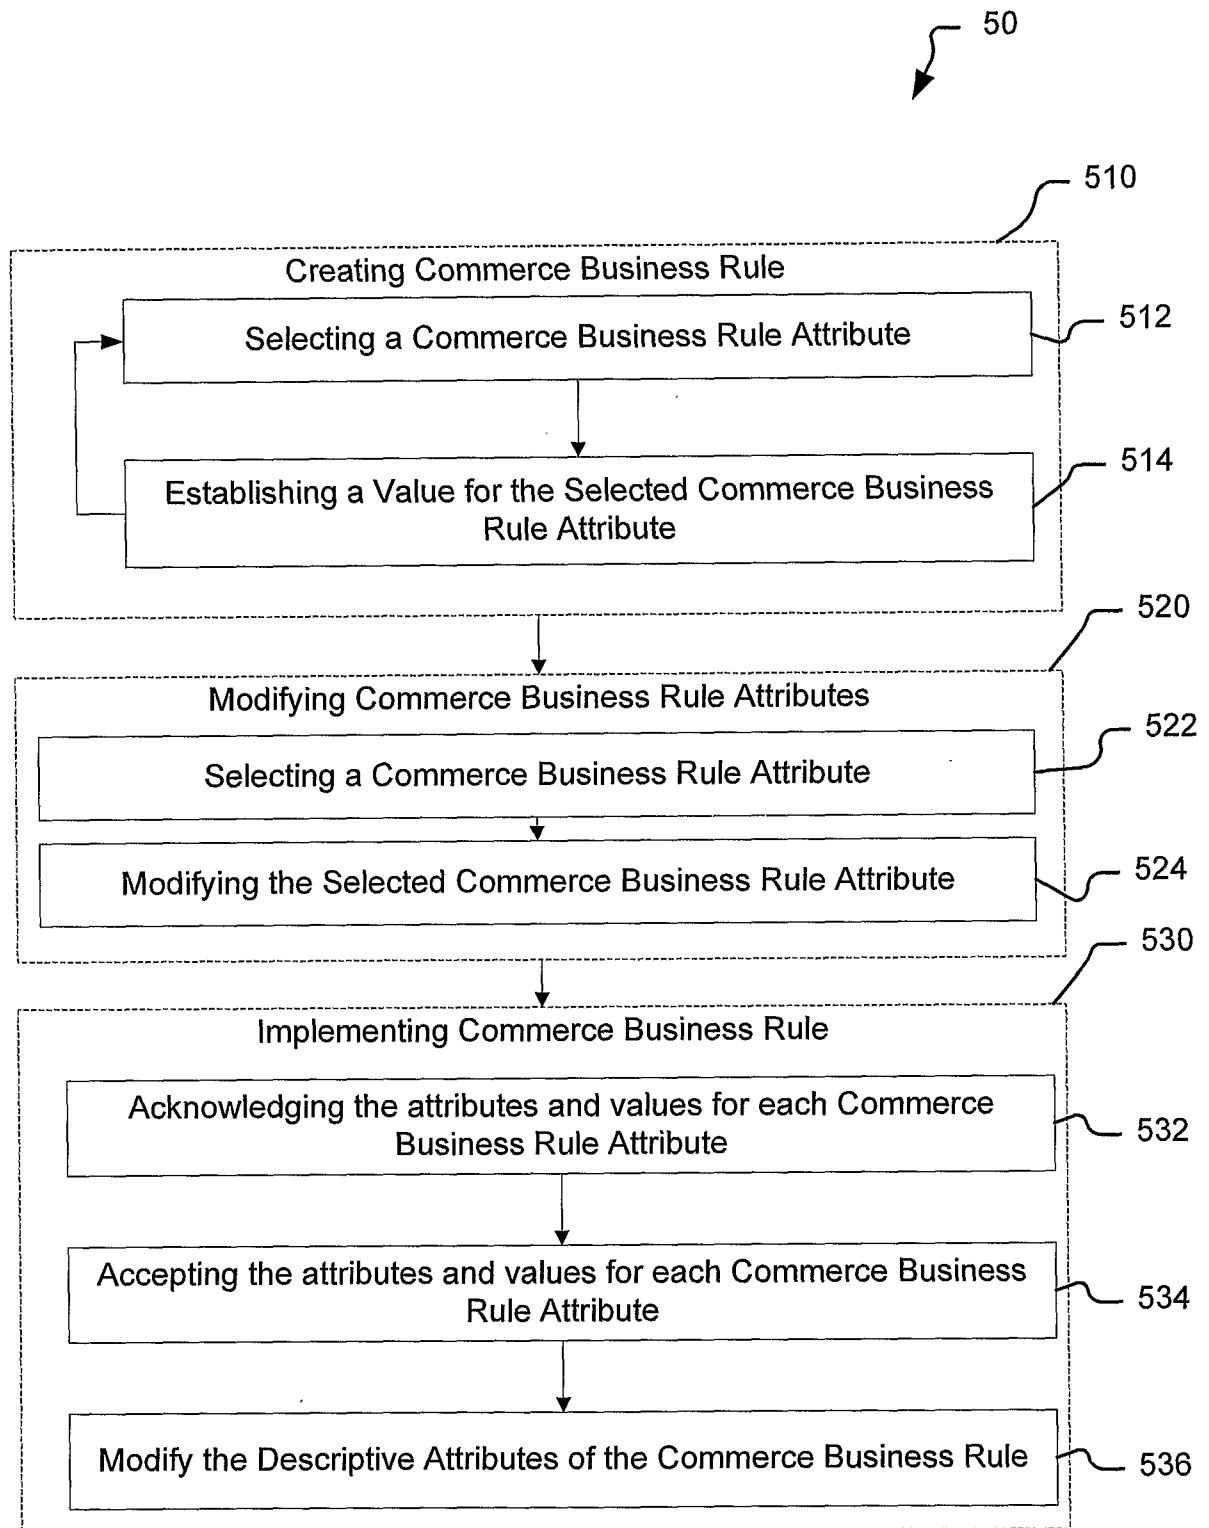 50
510
Creating Commerce Business Rule
Selecting a Commerce Business Rule Attribute
512
Establishing a Value for the Selected Commerce Business
Rule Attribute
514
520
Modifying Commerce Business Rule Attributes
522
Selecting a Commerce Business Rule Attribute
Modifying the Selected Commerce Business Rule Attribute
524
530
Implementing Commerce Business Rule
Acknowledging the attributes and values for each Commerce
Business Rule Attribute
532
Accepting the attributes and values for each Commerce Business
Rule Attribute
534
Modify the Descriptive Attributes of the Commerce Business Rule
536